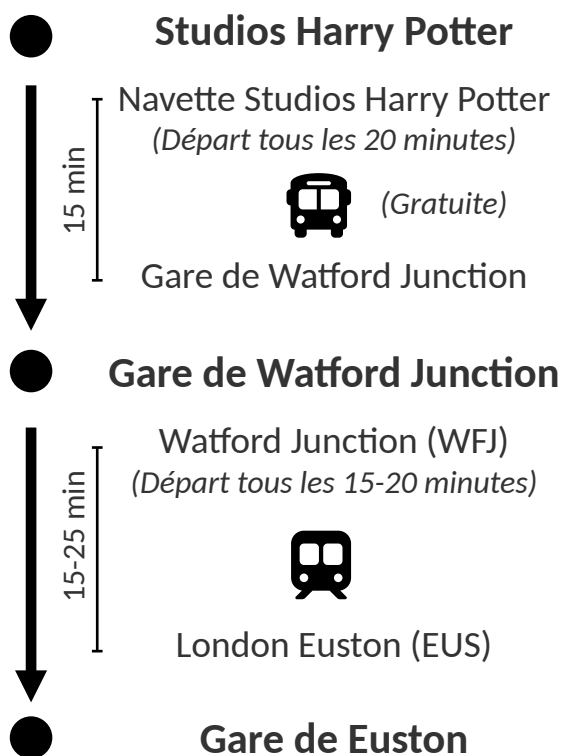 Studios Harry Potter
Navette Studios Harry Potter
(Départ tous les 20 minutes)
15 min
(Gratuite)
Gare de Watford Junction
Gare de Watford Junction
Watford Junction (WFJ)
(Départ tous les 15-20 minutes)
15-25 min
London Euston (EUS)
Gare de Euston